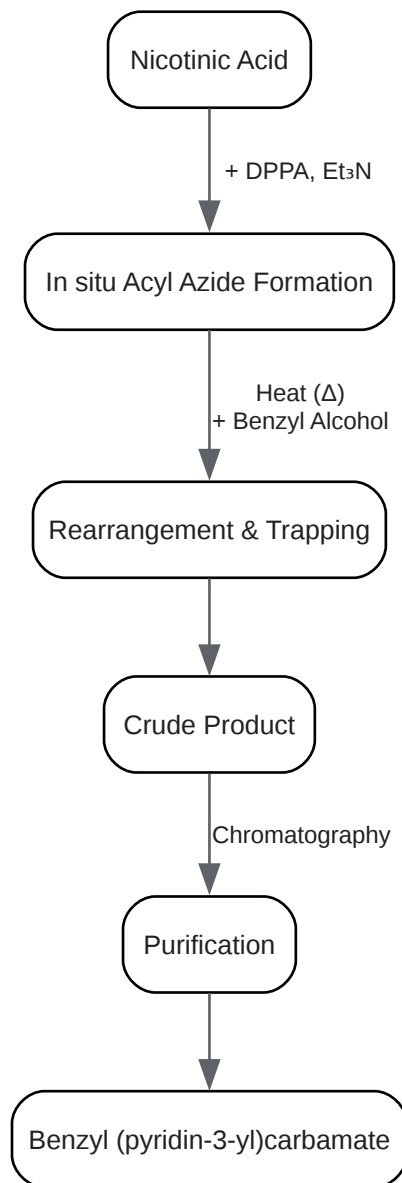 Nicotinic Acid
+ DPPA, Et₃N
In situ Acyl Azide Formation
Heat (Δ)
+ Benzyl Alcohol
Rearrangement & Trapping
Crude Product
Chromatography
Purification
Benzyl (pyridin-3-yl)carbamate